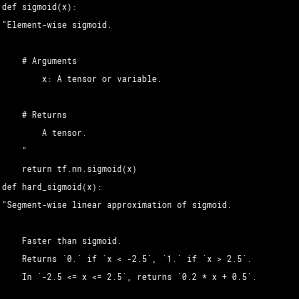 def sigmoid(x):
"Element-wise sigmoid.
# Arguments
x: A tensor or variable.
# Returns
A tensor.
"
return tf.nn.sigmoid(x)
def hard_sigmoid(x):
"Segment-wise linear approximation of sigmoid.
Faster than sigmoid.
Returns `0.` if `x < -2.5`, `1.` if `x > 2.5`.
In `-2.5 <= x <= 2.5`, returns `0.2 * x + 0.5`.